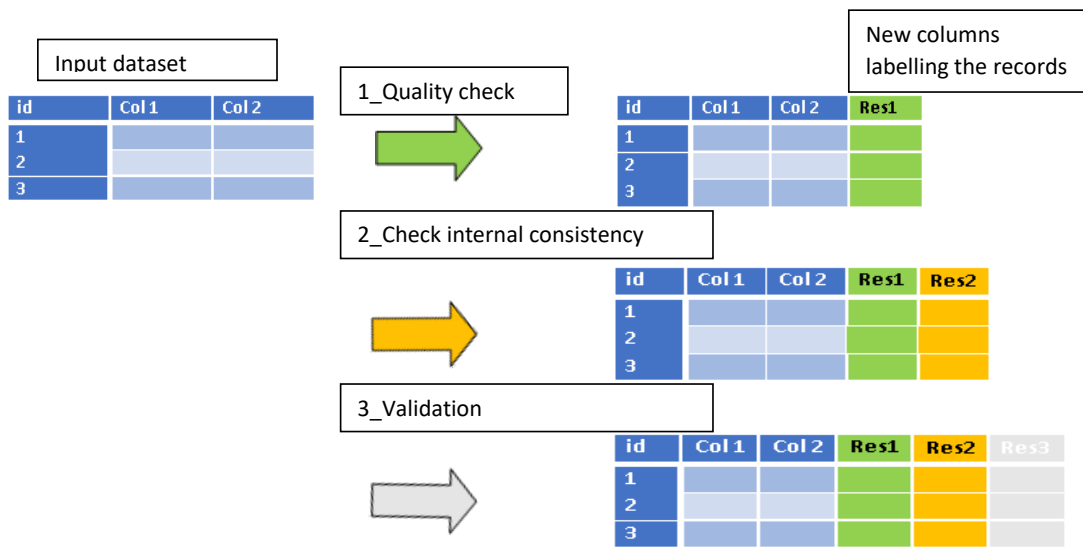 New columns
labelling the records
Input dataset
1_Quality check
id Col 1 Col 2
1
2
3
id Col 1 Col 2 Res1
1
2
3
2_Check internal consistency
id Col 1 Col 2 Res1 Res2
1
2
3
3_Validation
id Col 1 Col 2 Res1 Res2 Res3
1
2
3